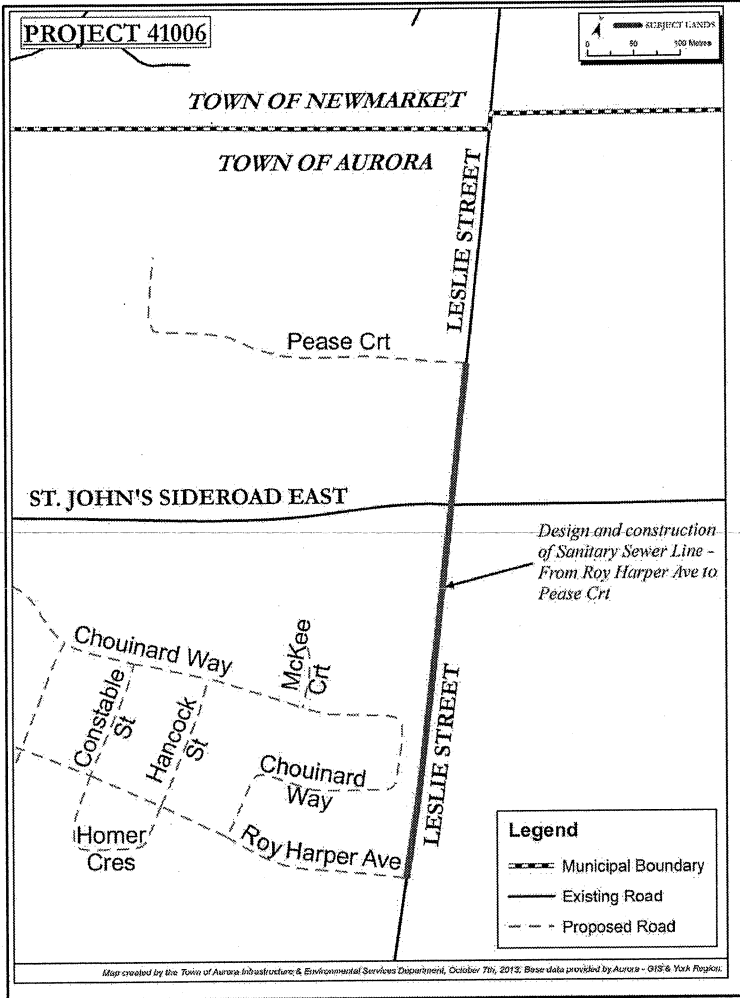 PROJECT 41006
SUBJECT LANDS
0 50 100 Metres
TOWN OF NEWMARKET
TOWN OF AURORA
LESLIE STREET
Pease Crt
ST. JOHN'S SIDEROAD EAST
Design and construction
of Sanitary Sewer Line -
From Roy Harper Ave to
Pease Crt
Chouinard Way
McKee
Crt
Constable
St
Hancock
St
Chouinard
Way
LESLIE STREET
Homer
Cres
Roy Harper Ave
Legend
Municipal Boundary
Existing Road
Proposed Road
Map created by the Town of Aurora Infrastructure & Environmental Services Department, October 7th, 2013. Base data provided by Aurora - GIS & York Region.